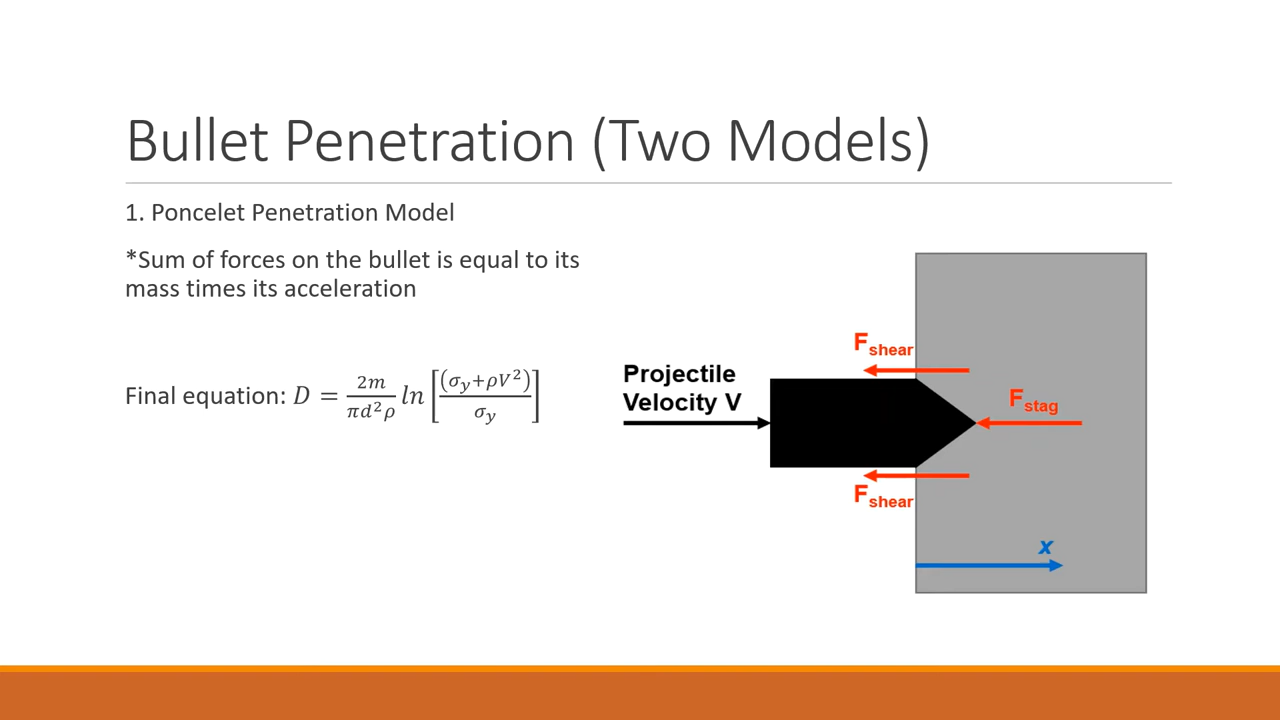 Bullet Penetration (Two Models)
1. Poncelet Penetration Model
*Sum of forces on the bullet is equal to its
mass times its acceleration
Final equation: 𝐷 = 2𝑚/(𝜋𝑑²𝜌) 𝑙𝑛 [(𝜎𝑦+𝜌𝑉²)/𝜎𝑦]
Fshear
Projectile
Velocity V
Fstag
Fshear
x